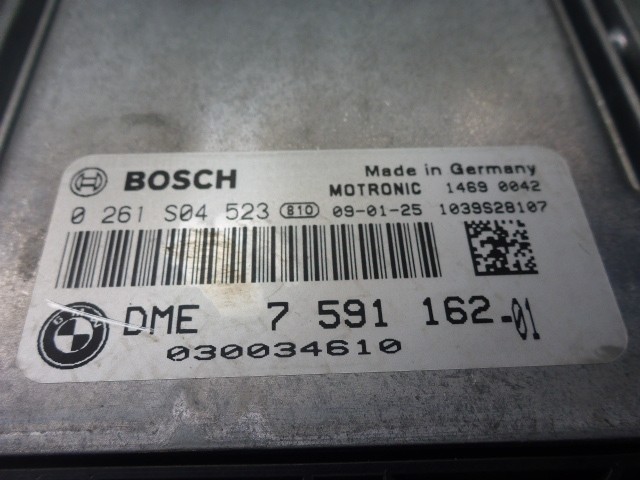 BOSCH Made in Germany
MOTRONIC 1469 0042
0 261 S04 523 B10 09-01-25 1039S28107
DME 7 591 162-01
030034610